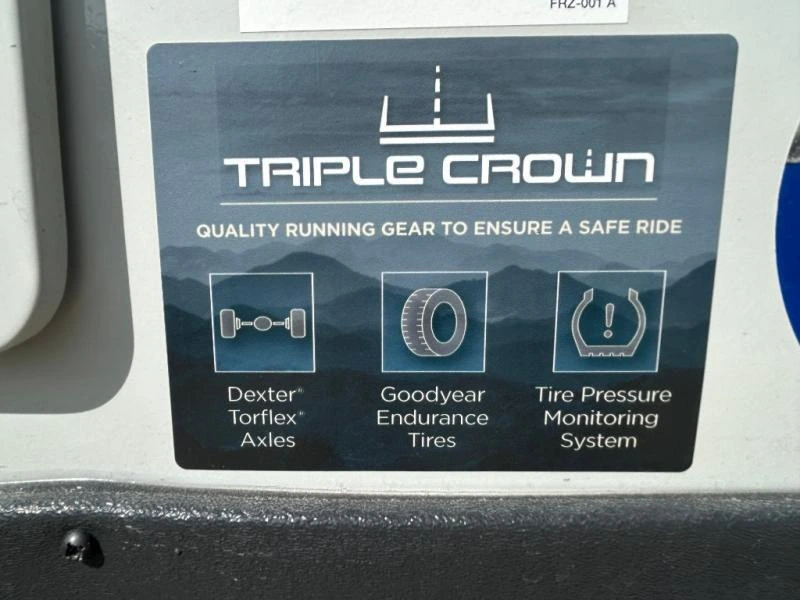 FRZ-001 A
TRIPLE CROWN
QUALITY RUNNING GEAR TO ENSURE A SAFE RIDE
Dexter®
Torflex®
Axles
Goodyear
Endurance
Tires
Tire Pressure
Monitoring
System